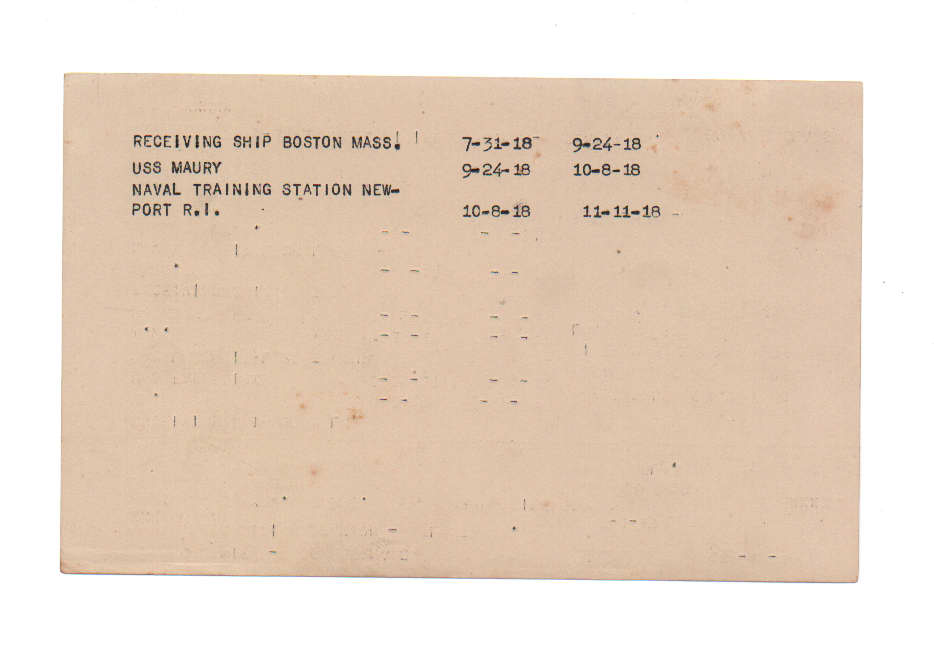 RECEIVING SHIP BOSTON MASS. 7-31-18 9-24-18
USS MAURY 9-24-18 10-8-18
NAVAL TRAINING STATION NEW-
PORT R.I. 10-8-18 11-11-18